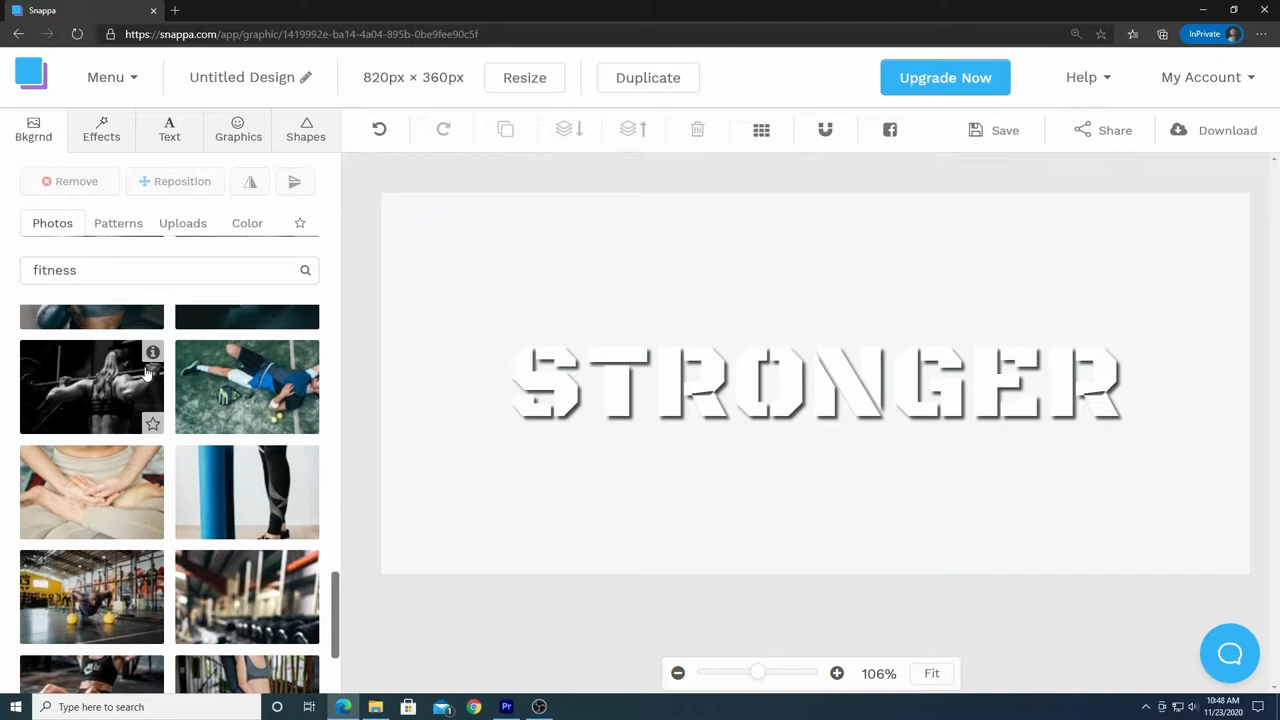 Snappa
https://snappa.com/app/graphic/1419992e-ba14-4a04-895b-0be9fee90c5f
InPrivate
Menu
Untitled Design
820px × 360px
Resize
Duplicate
Upgrade Now
Help
My Account
Bkgrnd
Effects
Text
Graphics
Shapes
Save
Share
Download
Remove
Reposition
Photos
Patterns
Uploads
Color
fitness
STRONGER
106%
Fit
Type here to search
10:48 AM
11/23/2020